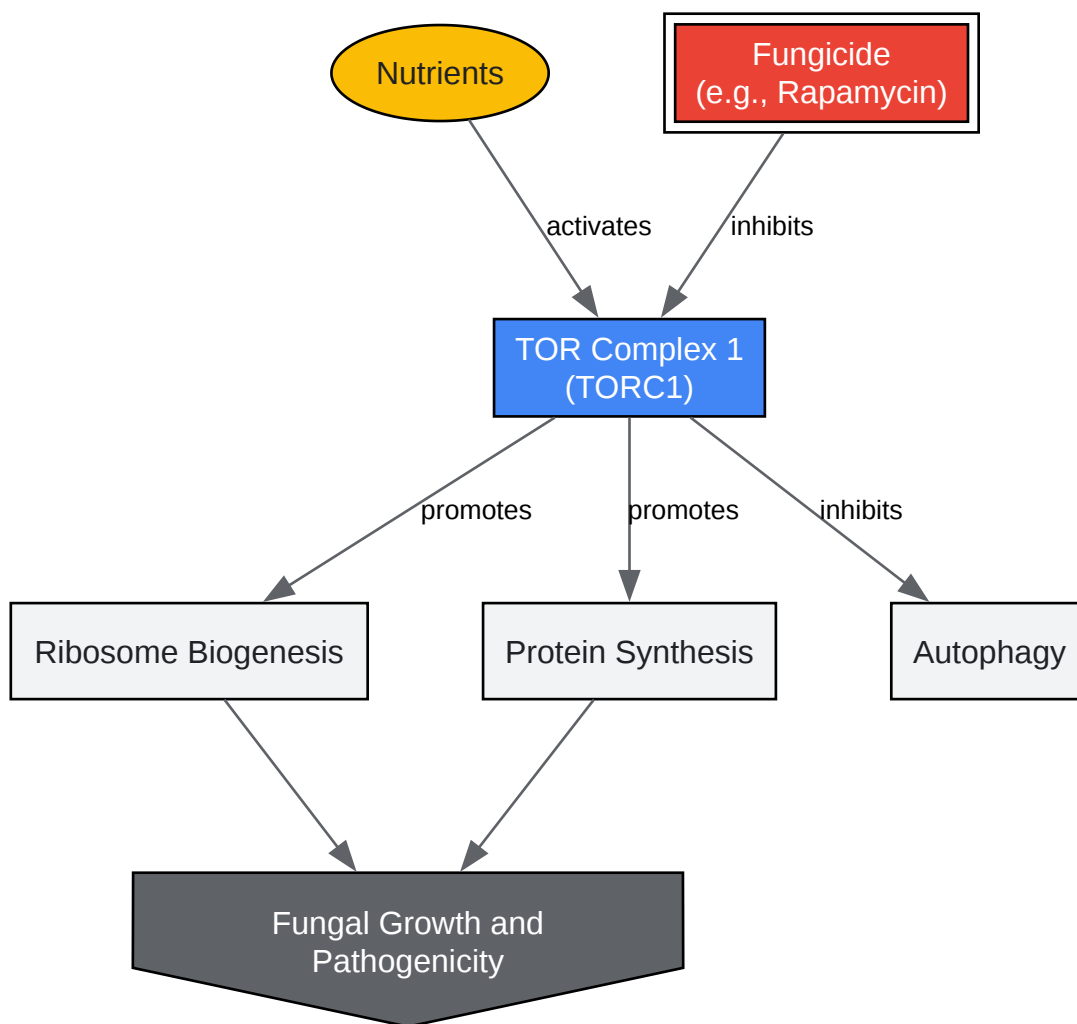 Nutrients
Fungicide
(e.g., Rapamycin)
activates
inhibits
TOR Complex 1
(TORC1)
promotes
promotes
inhibits
Ribosome Biogenesis
Protein Synthesis
Autophagy
Fungal Growth and
Pathogenicity